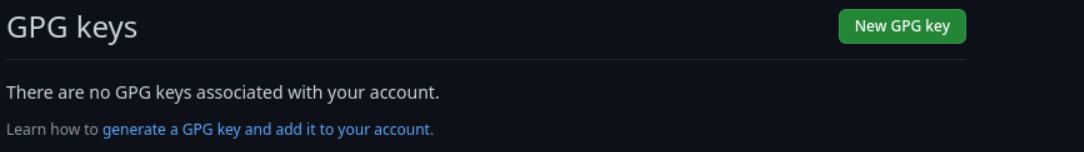 GPG keys
New GPG key
There are no GPG keys associated with your account.
Learn how to generate a GPG key and add it to your account.